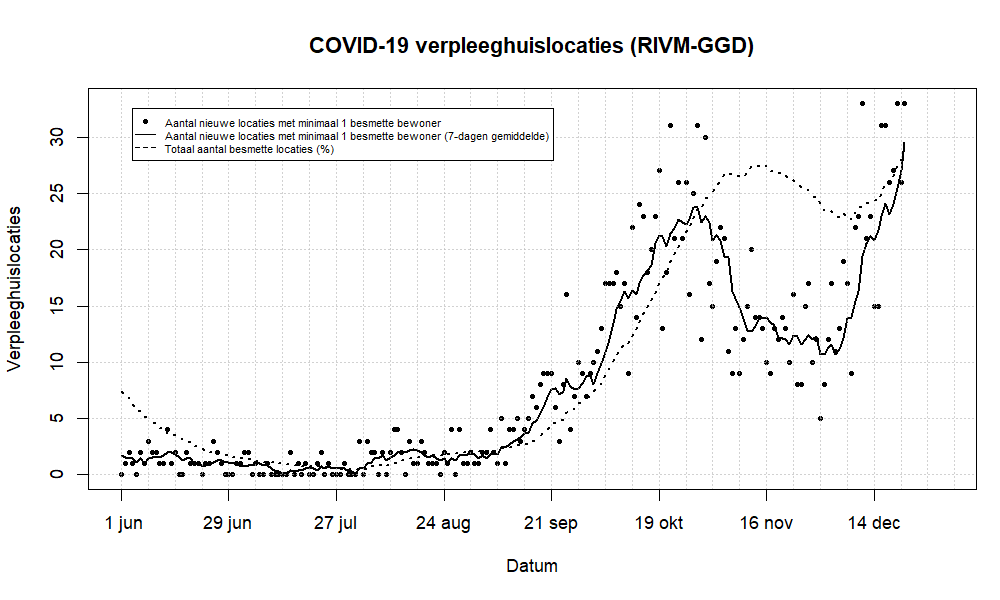 COVID-19 verpleeghuislocaties (RIVM-GGD)
Aantal nieuwe locaties met minimaal 1 besmette bewoner
Aantal nieuwe locaties met minimaal 1 besmette bewoner (7-dagen gemiddelde)
Totaal aantal besmette locaties (%)
Verpleeghuislocaties
30
25
20
15
10
5
0
1 jun 29 jun 27 jul 24 aug 21 sep 19 okt 16 nov 14 dec
Datum